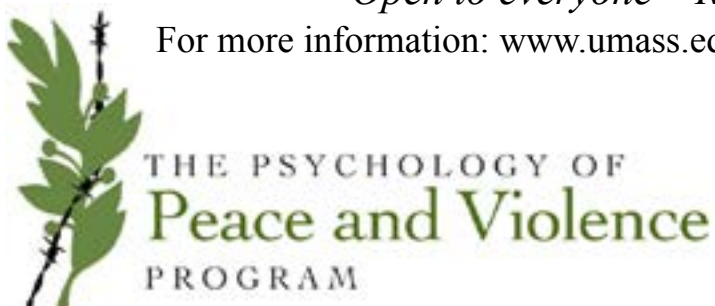 Open to everyone
For more information: www.umass.ed
THE PSYCHOLOGY OF
Peace and Violence
PROGRAM